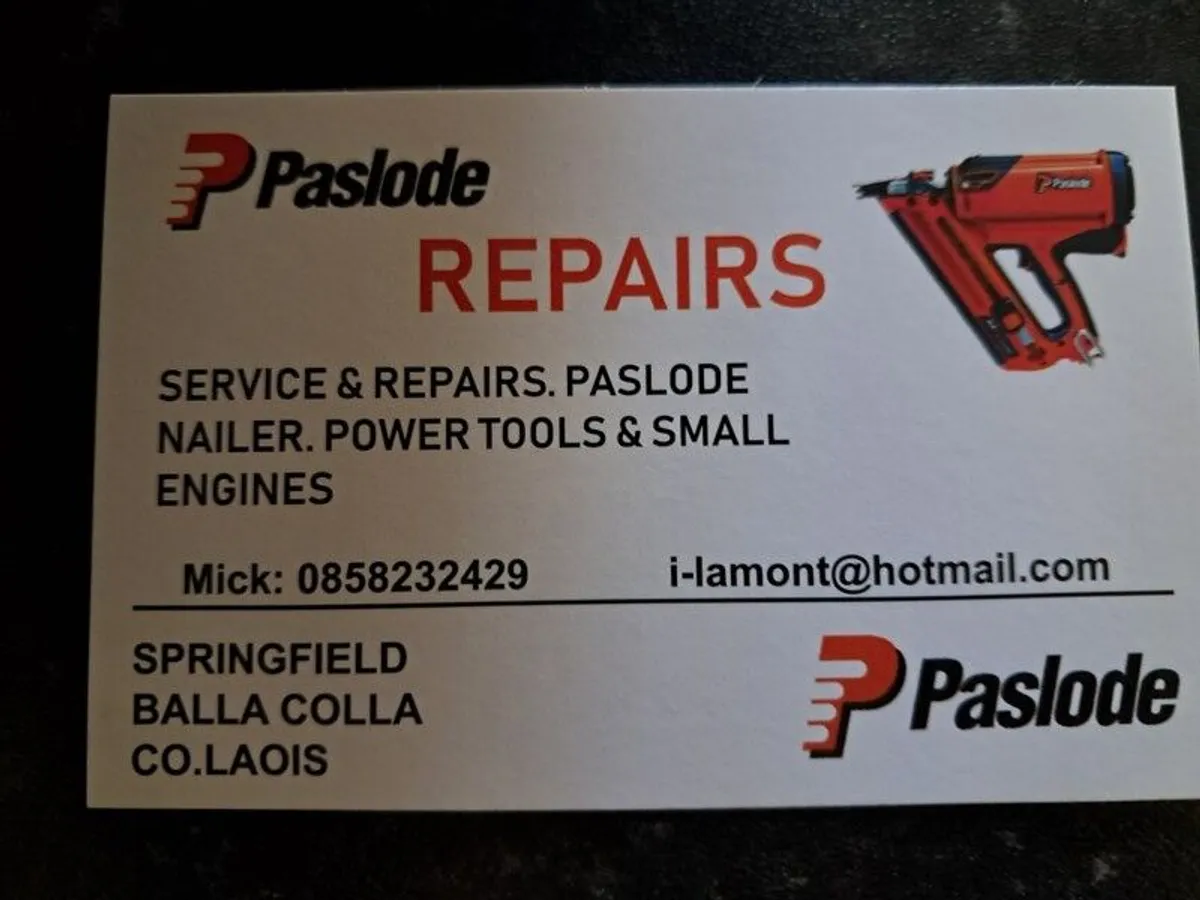 Paslode
REPAIRS
Paslode
SERVICE & REPAIRS. PASLODE
NAILER. POWER TOOLS & SMALL
ENGINES
Mick: 0858232429
i-lamont@hotmail.com
SPRINGFIELD
BALLA COLLA
CO.LAOIS
Paslode